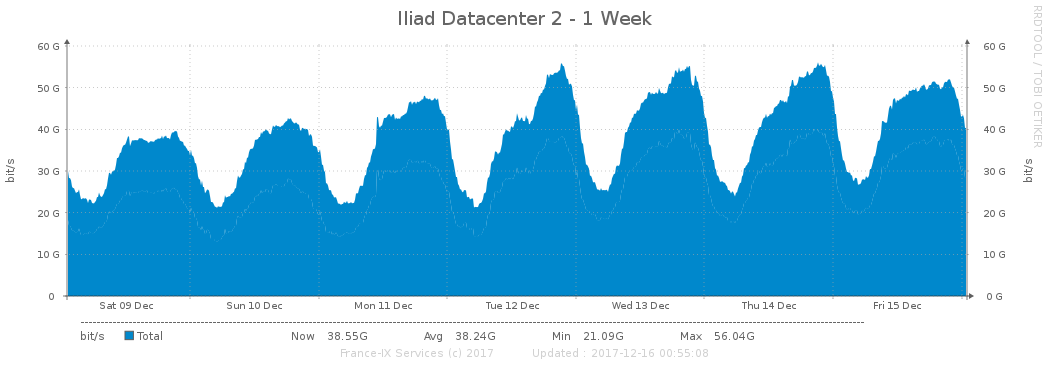 Iliad Datacenter 2 - 1 Week
RRDTOOL / TOBI OETIKER
60 G 60 G
50 G 50 G
40 G 40 G
30 G 30 G
20 G 20 G
10 G 10 G
0 0 G
bit/s bit/s
Sat 09 Dec Sun 10 Dec Mon 11 Dec Tue 12 Dec Wed 13 Dec Thu 14 Dec Fri 15 Dec
bit/s Total Now 38.55G Avg 38.24G Min 21.09G Max 56.04G
France-IX Services (c) 2017 Updated : 2017-12-16 00:55:08